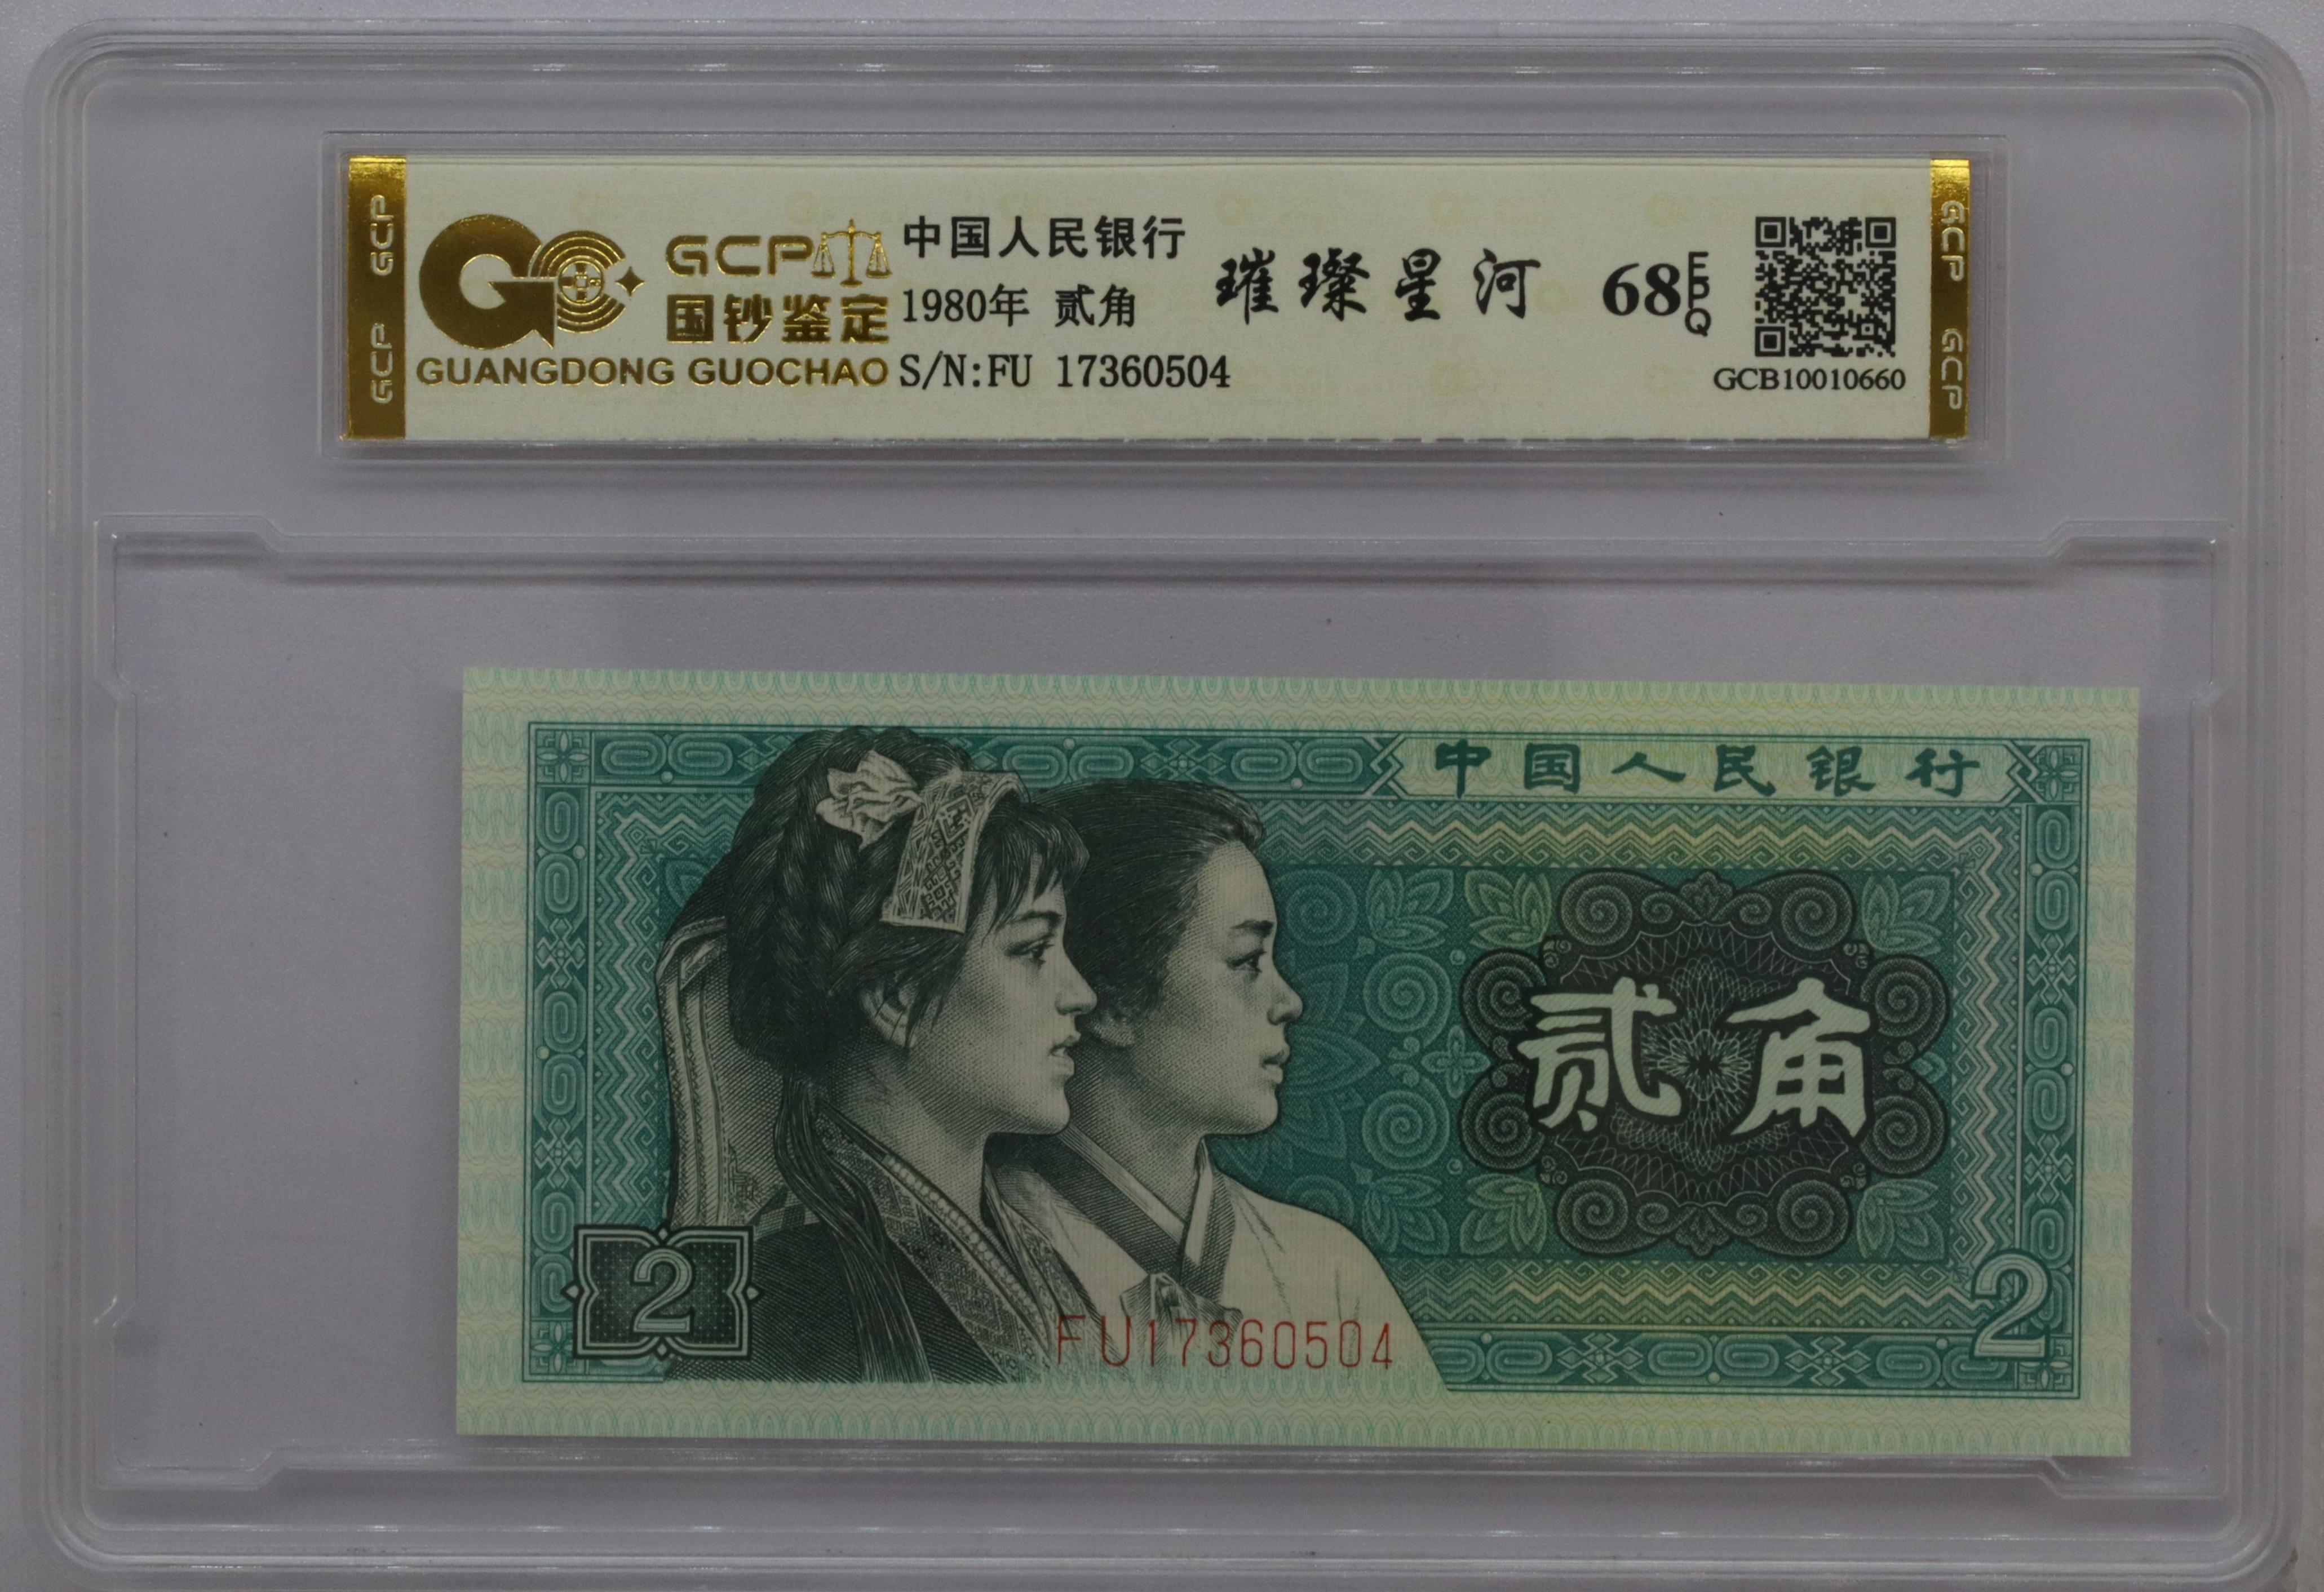 GCP GCP
GCP
国钞鉴定
GUANGDONG GUOCHAO
中国人民银行
1980年 贰角
S/N:FU 17360504
璀璨星河
68 EPQ
GCB10010660
GCP GCP
中国人民银行
贰角
2
FU17360504
2